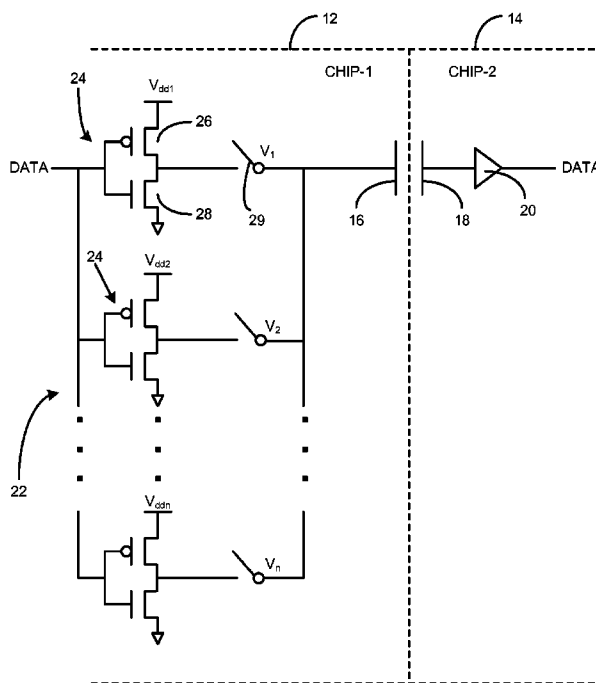 12
14
CHIP-1
CHIP-2
24
Vdd1
26
DATA
V1
DATA
28
29
16
18
20
Vdd2
24
V2
22
Vddn
Vn